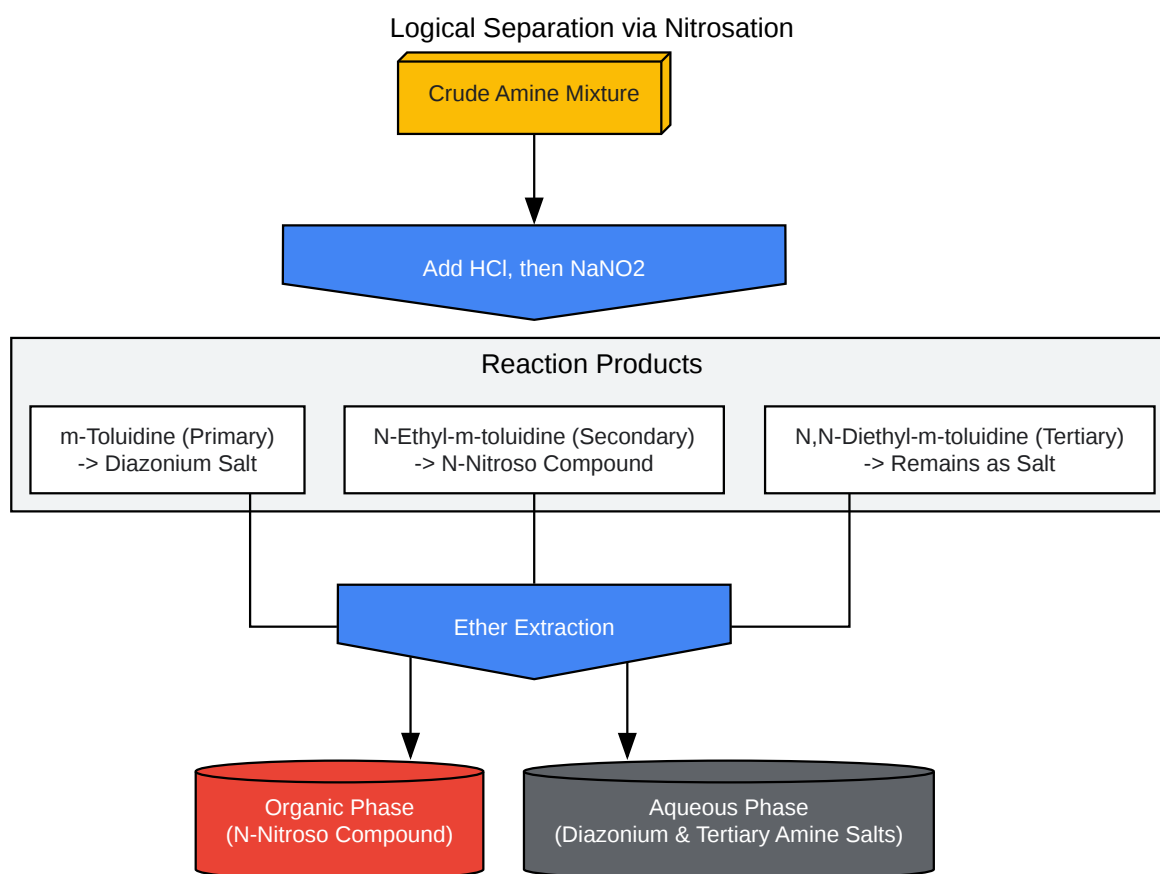 Logical Separation via Nitrosation
Crude Amine Mixture
Add HCl, then NaNO2
Reaction Products
m-Toluidine (Primary)
-> Diazonium Salt
N-Ethyl-m-toluidine (Secondary)
-> N-Nitroso Compound
N,N-Diethyl-m-toluidine (Tertiary)
-> Remains as Salt
Ether Extraction
Organic Phase
(N-Nitroso Compound)
Aqueous Phase
(Diazonium & Tertiary Amine Salts)